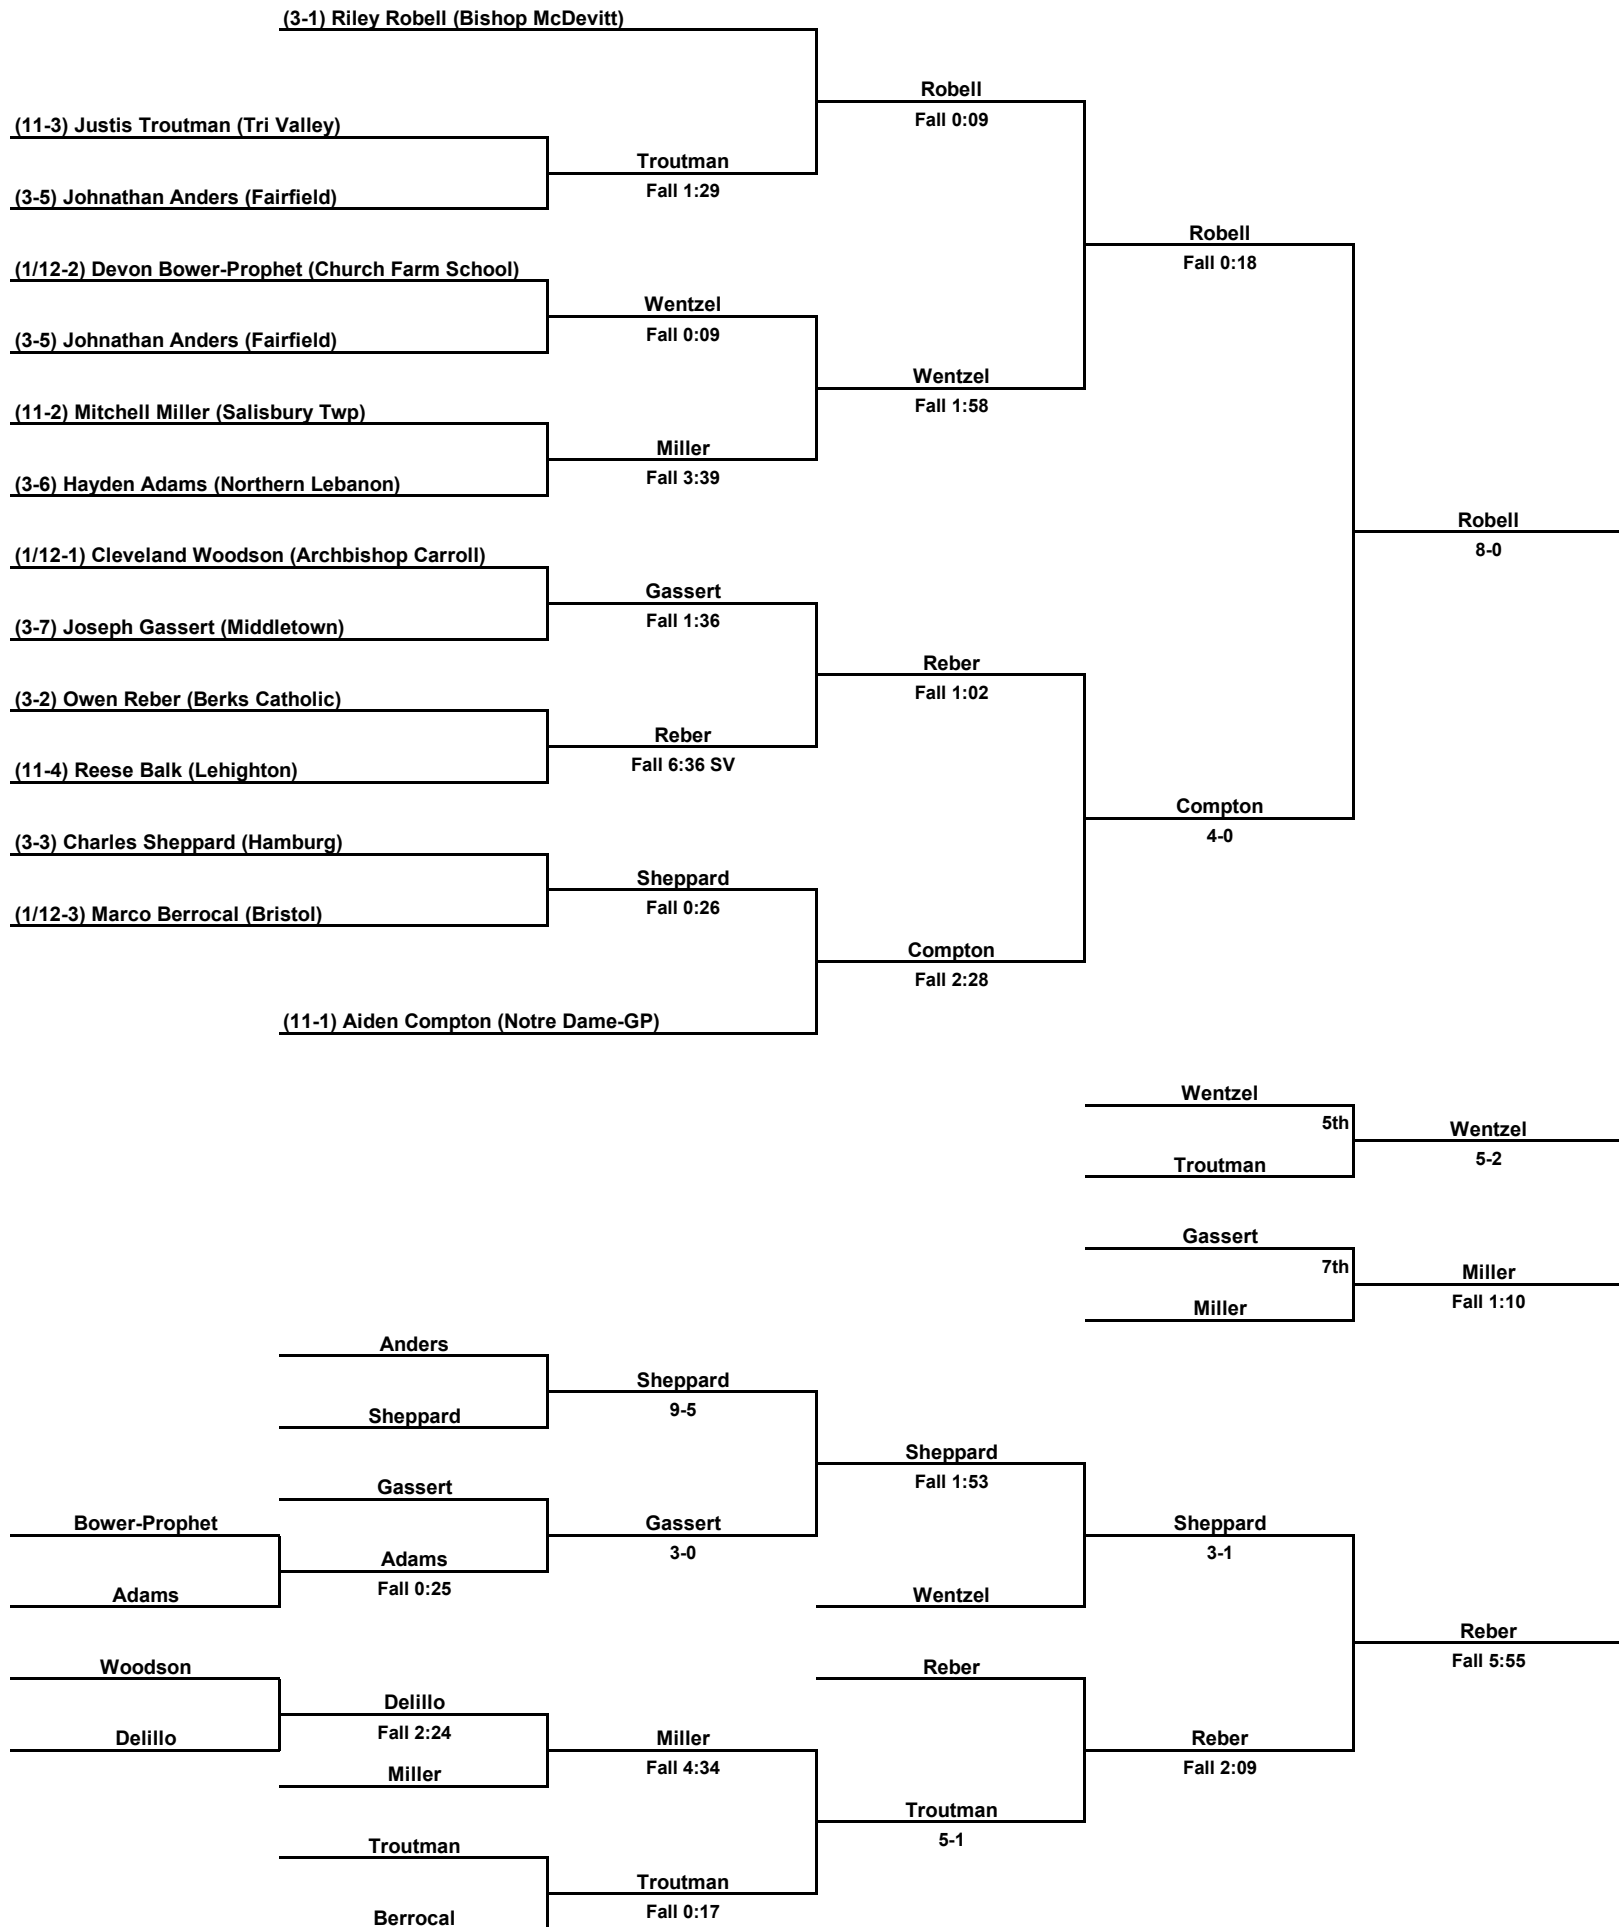 (3-1) Riley Robell (Bishop McDevitt)
Robell
Fall 0:09
(11-3) Justis Troutman (Tri Valley)
Troutman
Fall 1:29
(3-5) Johnathan Anders (Fairfield)
Robell
Fall 0:18
(1/12-2) Devon Bower-Prophet (Church Farm School)
Wentzel
Fall 0:09
(3-5) Johnathan Anders (Fairfield)
Wentzel
Fall 1:58
(11-2) Mitchell Miller (Salisbury Twp)
Miller
Fall 3:39
(3-6) Hayden Adams (Northern Lebanon)
Robell
8-0
(1/12-1) Cleveland Woodson (Archbishop Carroll)
Gassert
Fall 1:36
(3-7) Joseph Gassert (Middletown)
Reber
Fall 1:02
(3-2) Owen Reber (Berks Catholic)
Reber
Fall 6:36 SV
(11-4) Reese Balk (Lehighton)
Compton
4-0
(3-3) Charles Sheppard (Hamburg)
Sheppard
Fall 0:26
(1/12-3) Marco Berrocal (Bristol)
Compton
Fall 2:28
(11-1) Aiden Compton (Notre Dame-GP)
Wentzel
5th
Wentzel
5-2
Troutman
Gassert
7th
Miller
Fall 1:10
Miller
Anders
Sheppard
9-5
Sheppard
Sheppard
Fall 1:53
Gassert
Bower-Prophet
Gassert
3-0
Sheppard
3-1
Adams
Fall 0:25
Adams
Wentzel
Reber
Fall 5:55
Woodson
Reber
Delillo
Fall 2:24
Delillo
Miller
Fall 4:34
Reber
Fall 2:09
Miller
Troutman
5-1
Troutman
Troutman
Fall 0:17
Berrocal